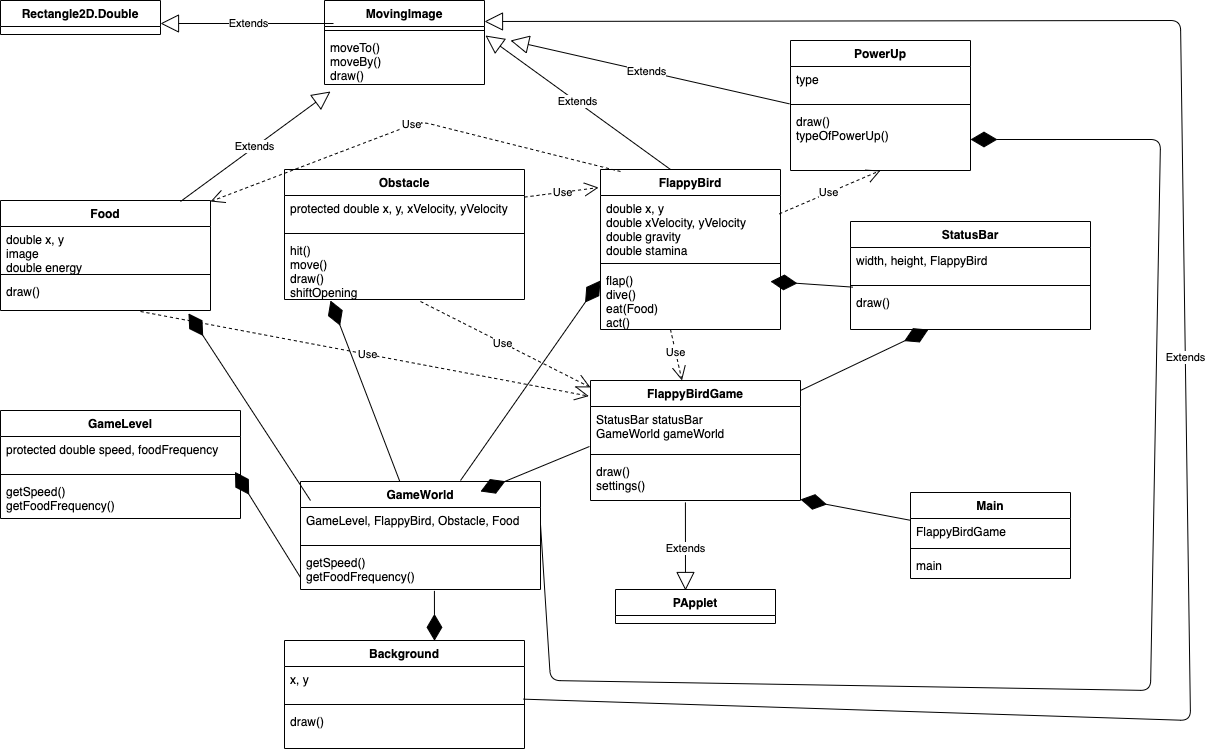 Rectangle2D.Double
Extends
MovingImage
moveTo()
moveBy()
draw()
Extends
PowerUp
type
draw()
typeOfPowerUp()
Extends
Use
Extends
Obstacle
protected double x, y, xVelocity, yVelocity
hit()
move()
draw()
shiftOpening
Use
FlappyBird
double x, y
double xVelocity, yVelocity
double gravity
double stamina
flap()
dive()
eat(Food)
act()
Use
Food
double x, y
image
double energy
draw()
StatusBar
width, height, FlappyBird
draw()
Use
Use
Use
Extends
FlappyBirdGame
StatusBar statusBar
GameWorld gameWorld
draw()
settings()
GameLevel
protected double speed, foodFrequency
getSpeed()
getFoodFrequency()
GameWorld
GameLevel, FlappyBird, Obstacle, Food
getSpeed()
getFoodFrequency()
Main
FlappyBirdGame
main
Extends
PApplet
Background
x, y
draw()